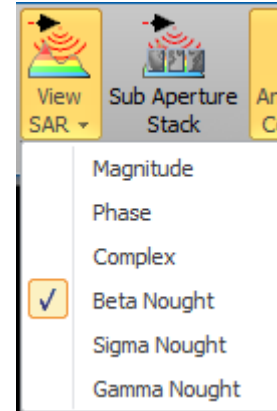 View Sub Aperture
SAR Stack
Magnitude
Phase
Complex
Beta Nought
Sigma Nought
Gamma Nought